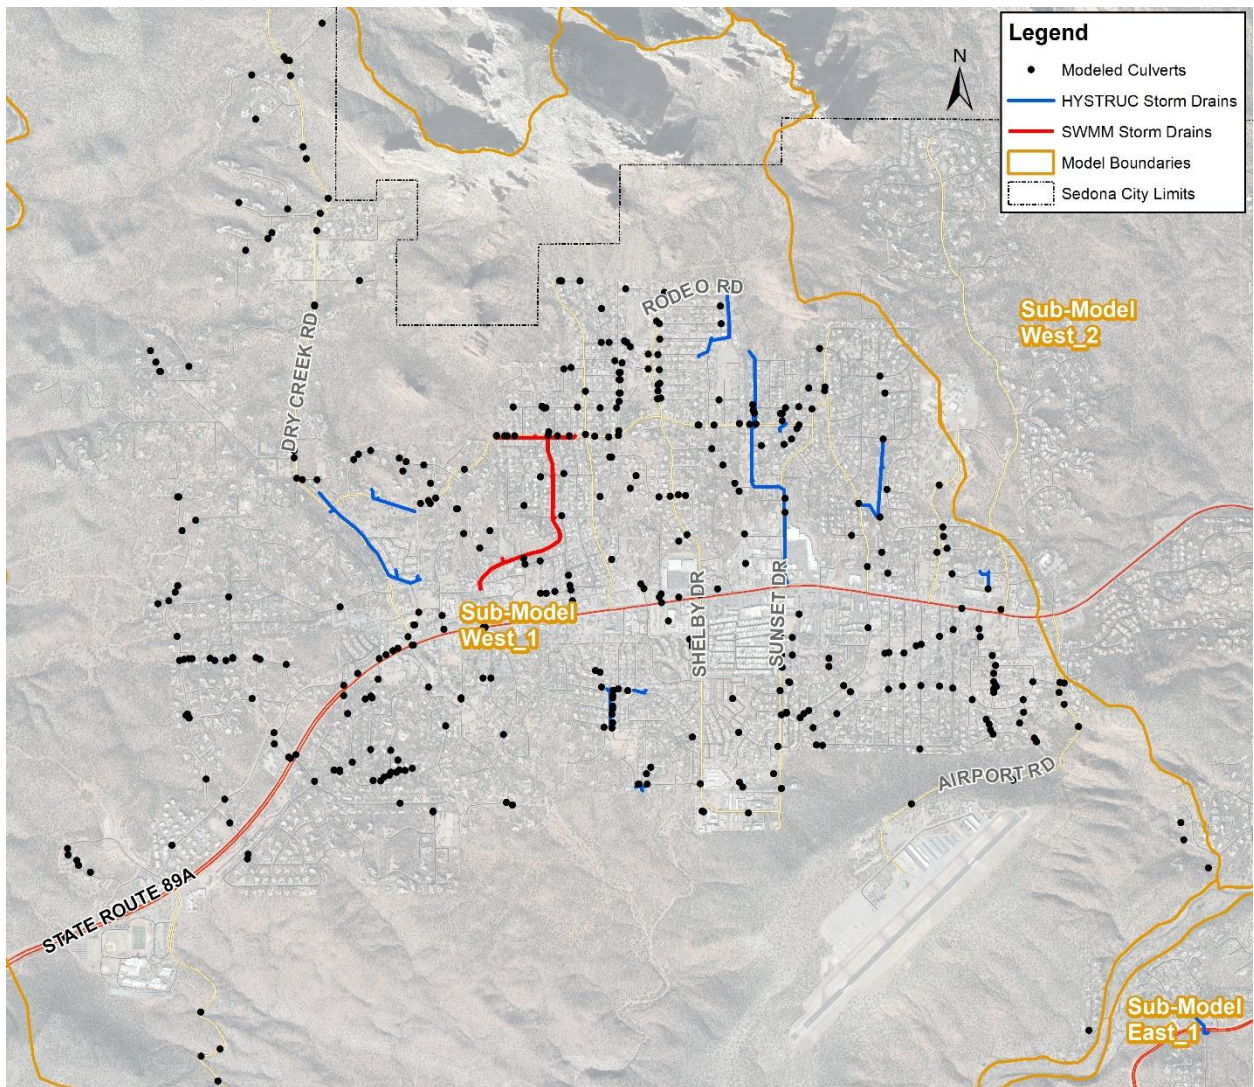 Legend
N
Modeled Culverts
HYSTRUC Storm Drains
SWMM Storm Drains
Model Boundaries
Sedona City Limits
RODEO RD
Sub-Model
West_2
DRY CREEK RD
Sub-Model
West_1
SHELBY DR
SUNSET DR
AIRPORT RD
STATE ROUTE 89A
Sub-Model
East_1